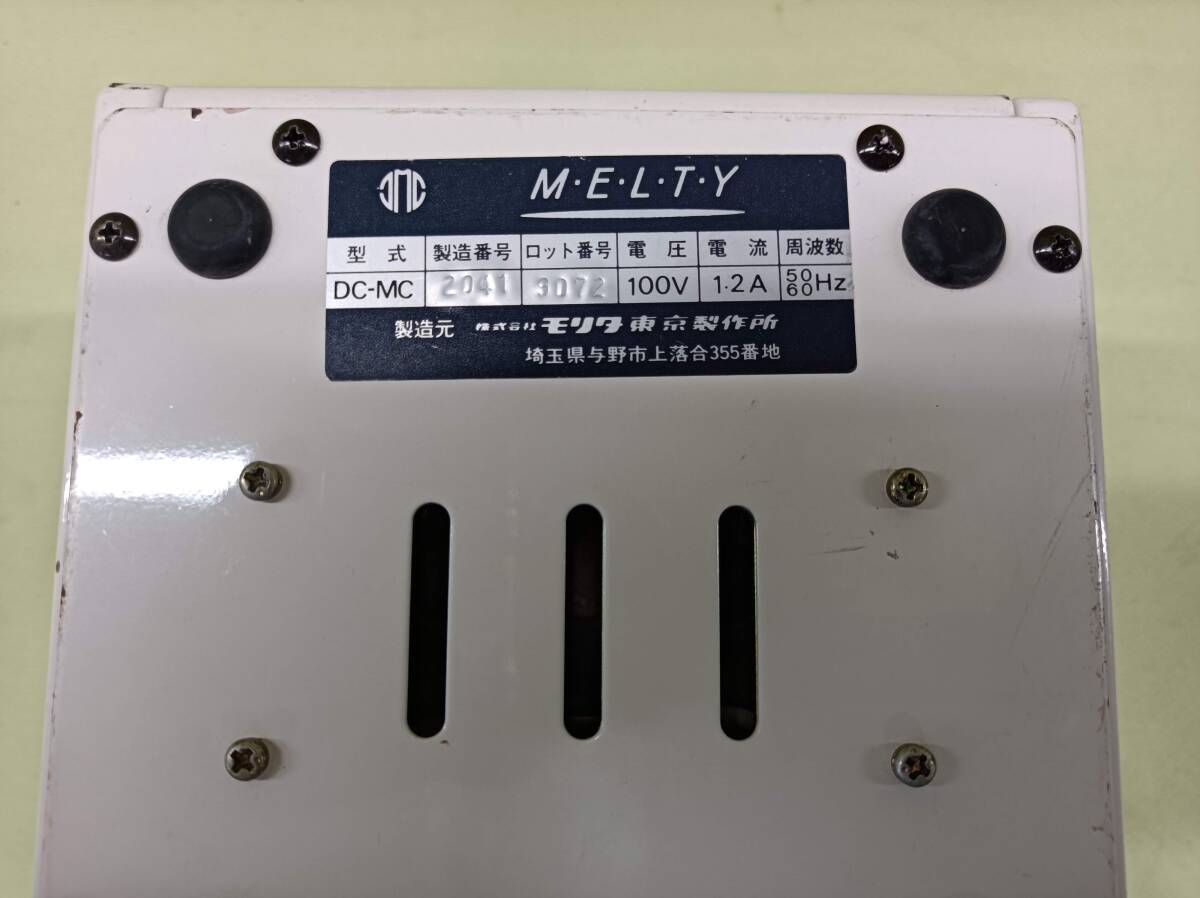 M·E·L·T·Y
型式 製造番号 ロット番号 電圧 電流 周波数
DC-MC 2041 3072 100V 1·2A 50/60Hz
製造元 株式会社 モリタ東京製作所
埼玉県与野市上落合355番地